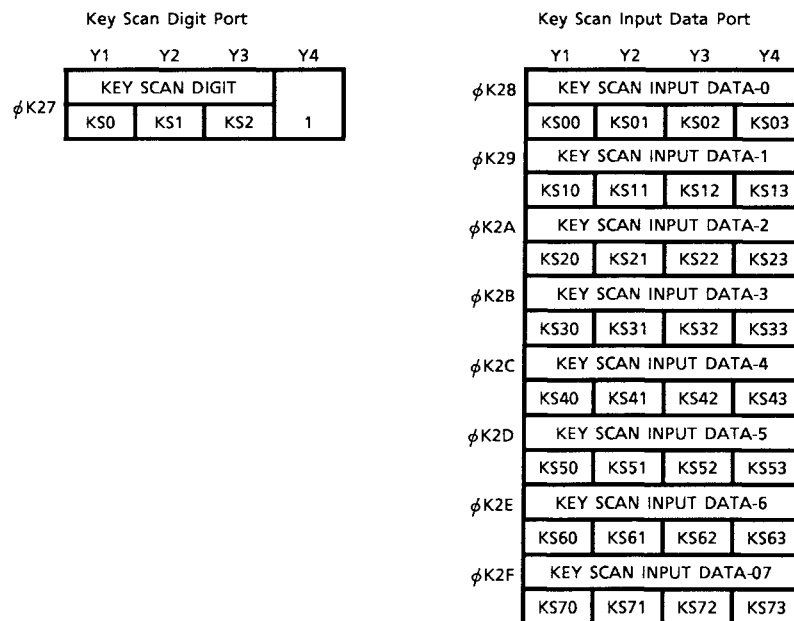 Key Scan Digit Port
Y1 Y2 Y3 Y4
φK27
KEY SCAN DIGIT
KS0 KS1 KS2 1
Key Scan Input Data Port
Y1 Y2 Y3 Y4
φK28
KEY SCAN INPUT DATA-0
KS00 KS01 KS02 KS03
φK29
KEY SCAN INPUT DATA-1
KS10 KS11 KS12 KS13
φK2A
KEY SCAN INPUT DATA-2
KS20 KS21 KS22 KS23
φK2B
KEY SCAN INPUT DATA-3
KS30 KS31 KS32 KS33
φK2C
KEY SCAN INPUT DATA-4
KS40 KS41 KS42 KS43
φK2D
KEY SCAN INPUT DATA-5
KS50 KS51 KS52 KS53
φK2E
KEY SCAN INPUT DATA-6
KS60 KS61 KS62 KS63
φK2F
KEY SCAN INPUT DATA-07
KS70 KS71 KS72 KS73